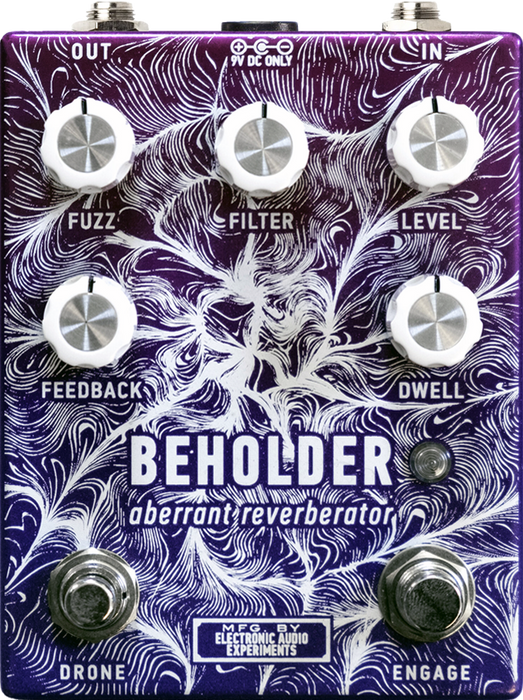 OUT
IN
9V DC ONLY
FUZZ
FILTER
LEVEL
FEEDBACK
DWELL
BEHOLDER
aberrant reverberator
MFG. BY
ELECTRONIC AUDIO
EXPERIMENTS
DRONE
ENGAGE